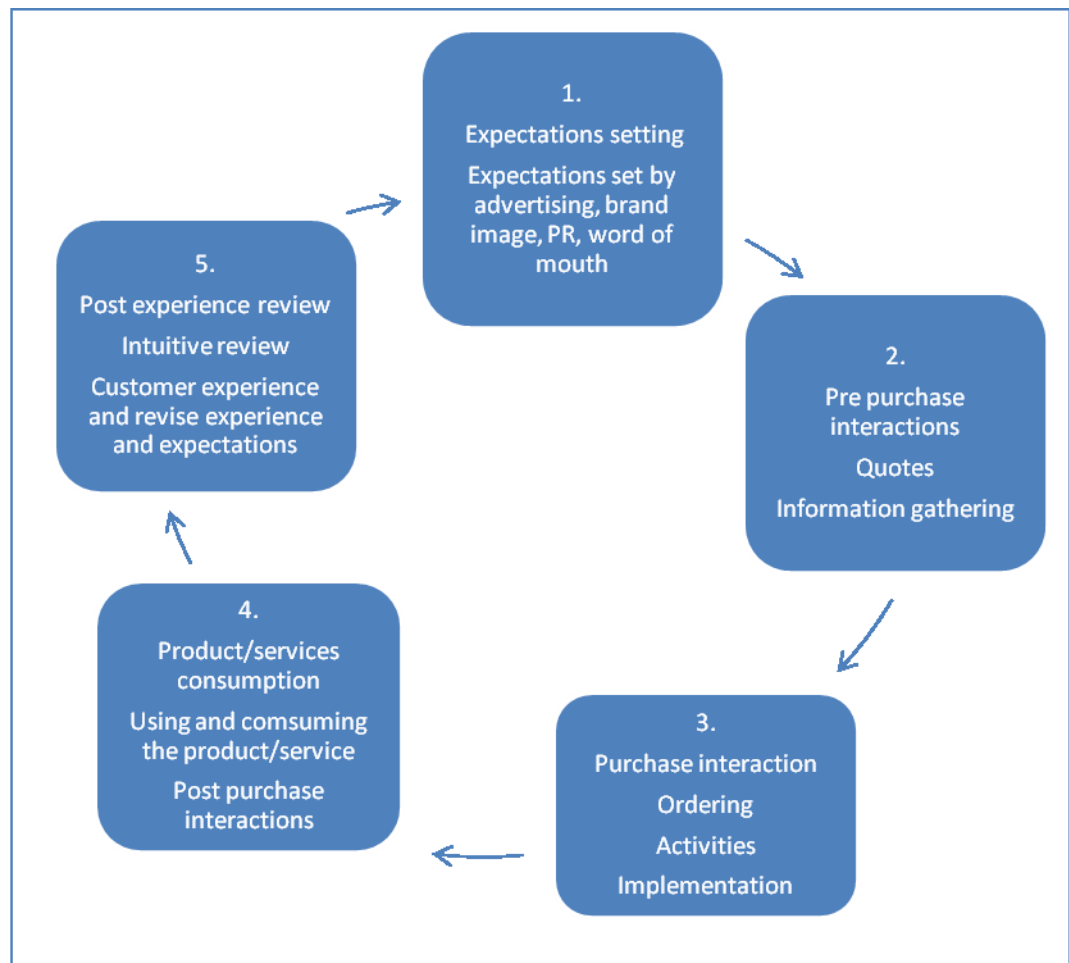 1.
Expectations setting
Expectations set by
advertising, brand
image, PR, word of
mouth
2.
Pre purchase
interactions
Quotes
Information gathering
3.
Purchase interaction
Ordering
Activities
Implementation
4.
Product/services
consumption
Using and comsuming
the product/service
Post purchase
interactions
5.
Post experience review
Intuitive review
Customer experience
and revise experience
and expectations